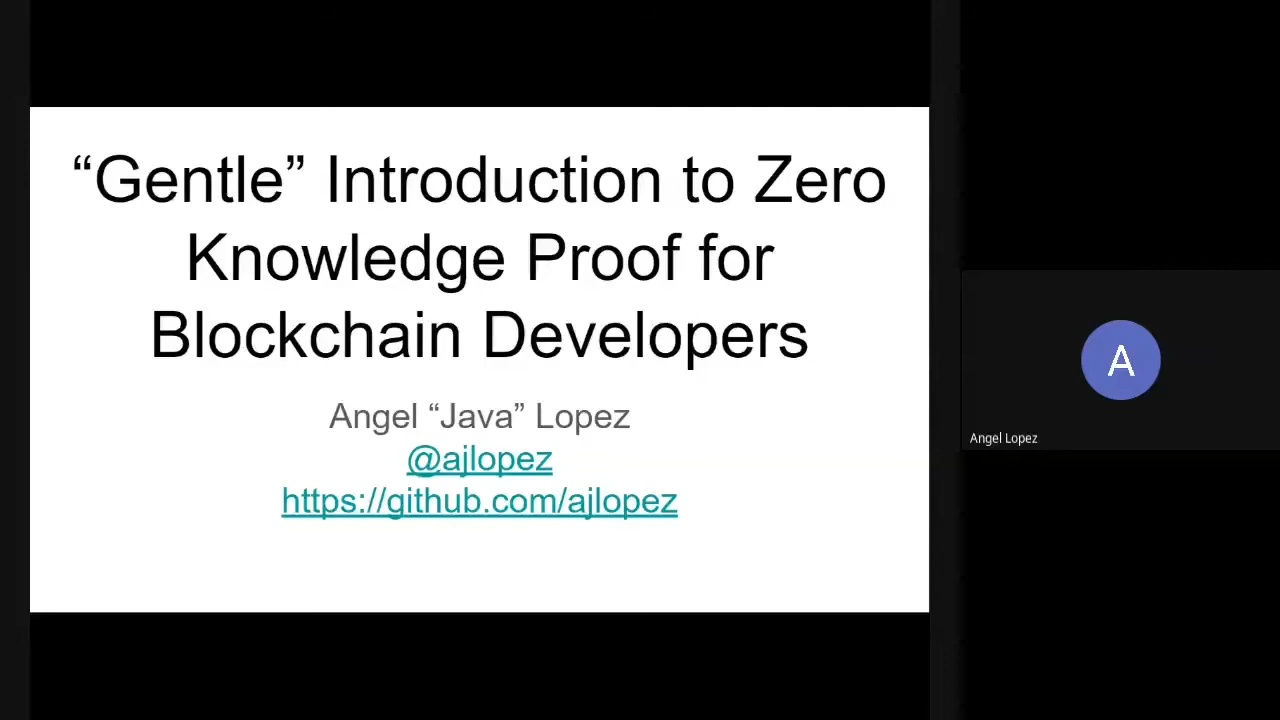 “Gentle” Introduction to Zero
Knowledge Proof for
Blockchain Developers
Angel “Java” Lopez
@ajlopez
https://github.com/ajlopez
A
Angel Lopez